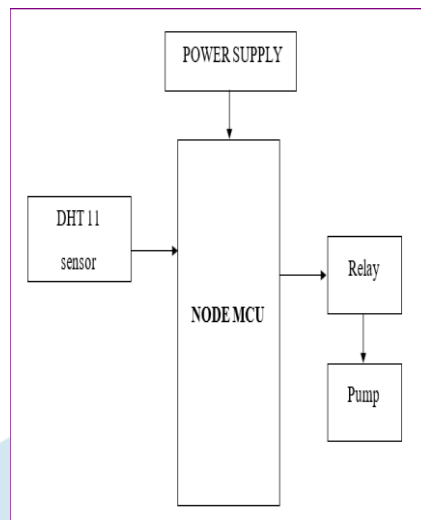 POWER SUPPLY
DHT 11
sensor
NODE MCU
Relay
Pump